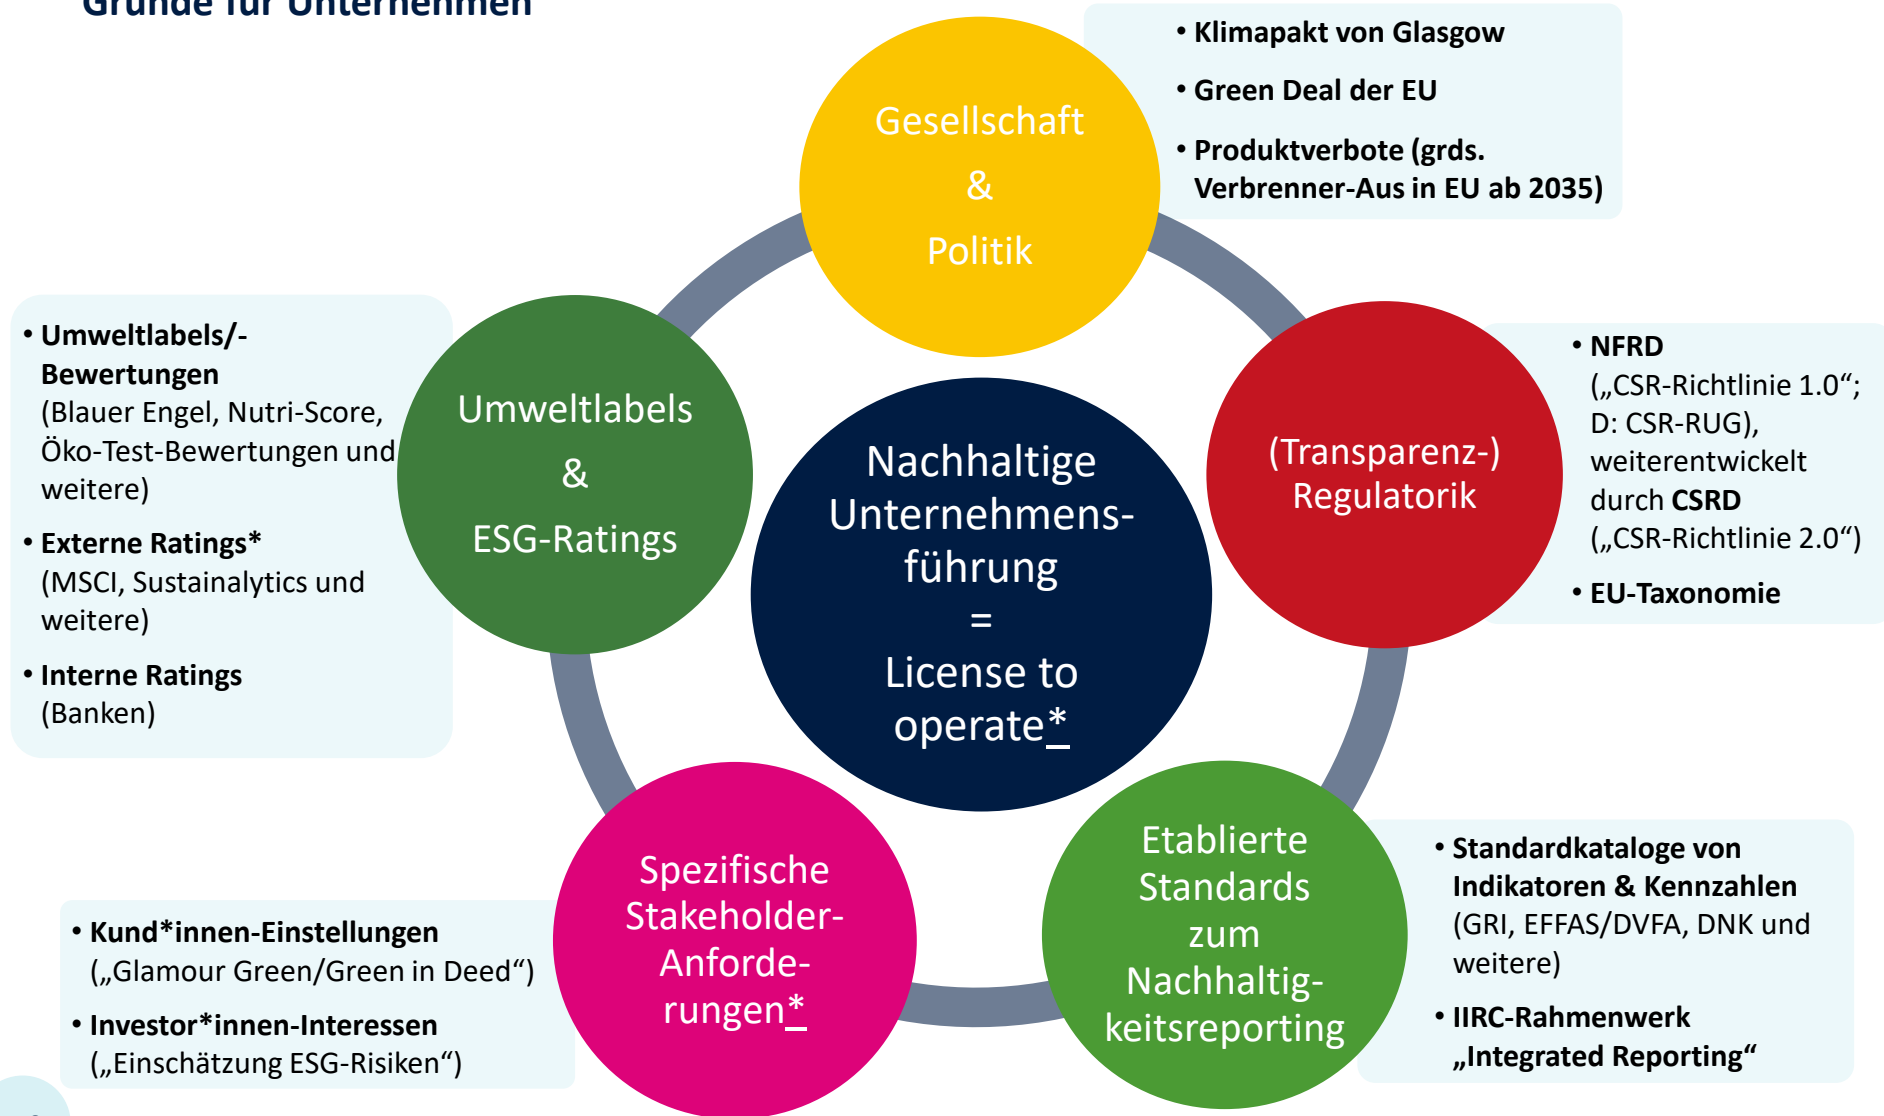 Gründe für Unternehmen
Gesellschaft
&
Politik
• Klimapakt von Glasgow
• Green Deal der EU
• Produktverbote (grds.
Verbrenner-Aus in EU ab 2035)
(Transparenz-)
Regulatorik
• NFRD
(„CSR-Richtlinie 1.0“;
D: CSR-RUG),
weiterentwickelt
durch CSRD
(„CSR-Richtlinie 2.0“)
• EU-Taxonomie
Etablierte
Standards
zum
Nachhaltig-
keitsreporting
• Standardkataloge von
Indikatoren & Kennzahlen
(GRI, EFFAS/DVFA, DNK und
weitere)
• IIRC-Rahmenwerk
„Integrated Reporting“
Spezifische
Stakeholder-
Anforde-
rungen*
• Kund*innen-Einstellungen
(„Glamour Green/Green in Deed“)
• Investor*innen-Interessen
(„Einschätzung ESG-Risiken“)
Umweltlabels
&
ESG-Ratings
• Umweltlabels/-
Bewertungen
(Blauer Engel, Nutri-Score,
Öko-Test-Bewertungen und
weitere)
• Externe Ratings*
(MSCI, Sustainalytics und
weitere)
• Interne Ratings
(Banken)
Nachhaltige
Unternehmens-
führung
=
License to
operate*